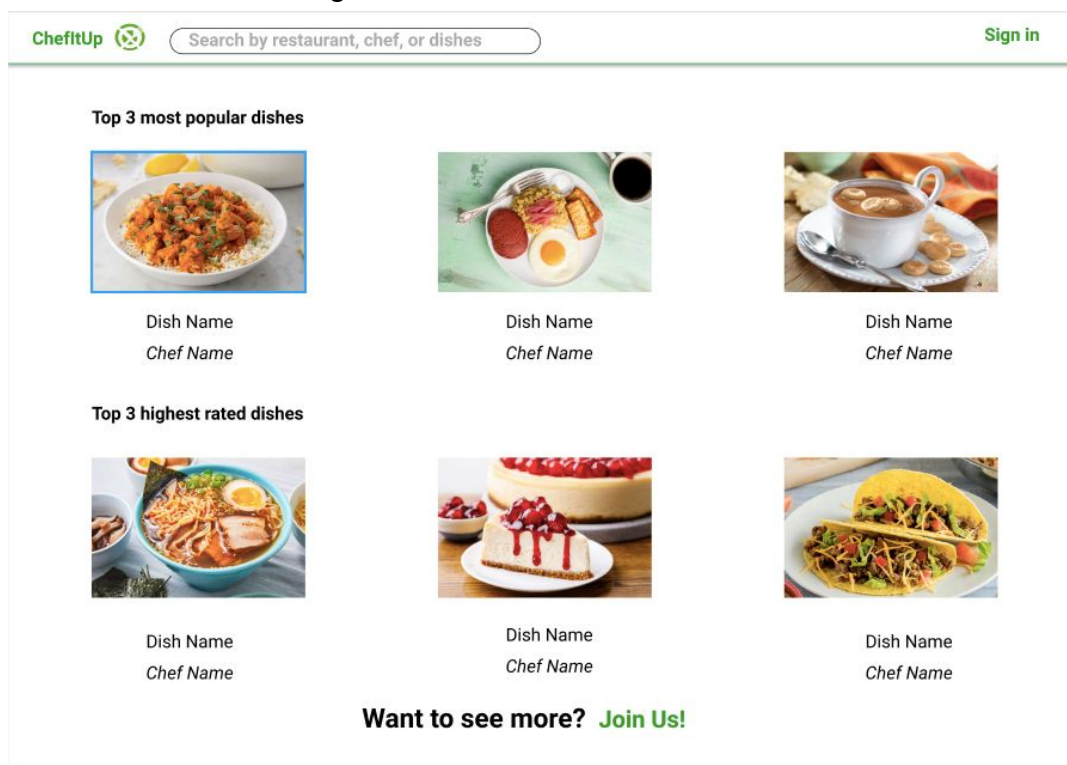 ChefItUp
Search by restaurant, chef, or dishes
Sign in
Top 3 most popular dishes
Dish Name
Chef Name
Dish Name
Chef Name
Dish Name
Chef Name
Top 3 highest rated dishes
Dish Name
Chef Name
Dish Name
Chef Name
Dish Name
Chef Name
Want to see more? Join Us!